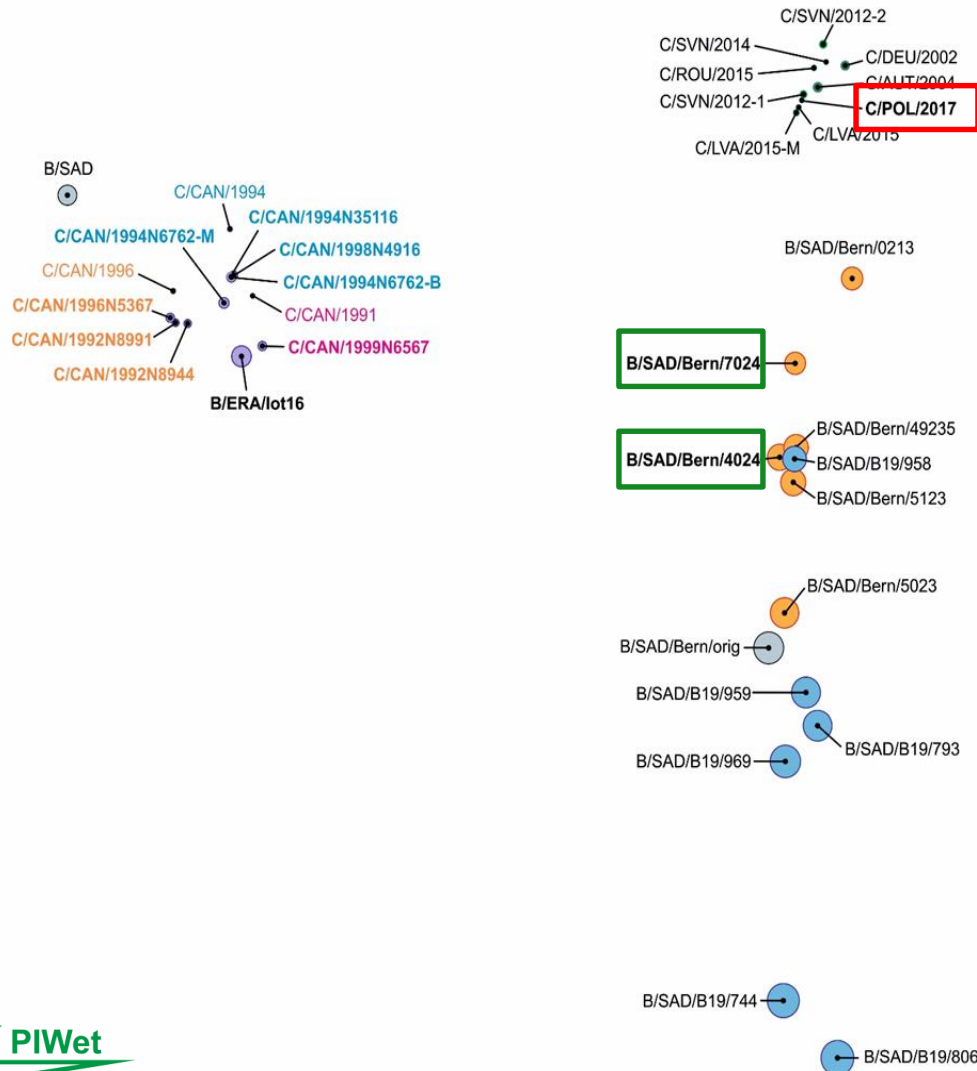 C/SVN/2012-2
C/SVN/2014
C/DEU/2002
C/ROU/2015
C/AUT/2004
C/SVN/2012-1
C/POL/2017
C/LVA/2015
C/LVA/2015-M
B/SAD
C/CAN/1994
C/CAN/1994N35116
C/CAN/1994N6762-M
C/CAN/1998N4916
C/CAN/1996
C/CAN/1994N6762-B
C/CAN/1996N5367
C/CAN/1991
C/CAN/1992N8991
C/CAN/1999N6567
C/CAN/1992N8944
B/ERA/lot16
B/SAD/Bern/0213
B/SAD/Bern/7024
B/SAD/Bern/49235
B/SAD/Bern/4024
B/SAD/B19/958
B/SAD/Bern/5123
B/SAD/Bern/5023
B/SAD/Bern/orig
B/SAD/B19/959
B/SAD/B19/793
B/SAD/B19/969
B/SAD/B19/744
B/SAD/B19/806
PIWet